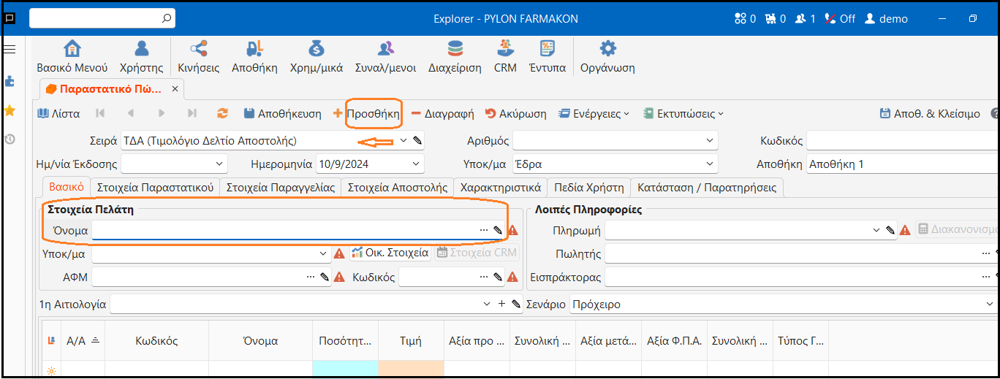 Explorer - PYLON FARMAKON 0 0 1 Off demo
Βασικό Μενού Χρήστης Κινήσεις Αποθήκη Χρημ/μικά Συναλ/μενοι Διαχείριση CRM Έντυπα Οργάνωση
Παραστατικό Πώ... ×
Λίστα Αποθήκευση Προσθήκη Διαγραφή Ακύρωση Ενέργειες Εκτυπώσεις Αποθ. & Κλείσιμο
Σειρά ΤΔΑ (Τιμολόγιο Δελτίο Αποστολής) Αριθμός Κωδικός
Ημ/νία Έκδοσης Ημερομηνία 10/9/2024 Υποκ/μα Έδρα Αποθήκη Αποθήκη 1
Βασικό Στοιχεία Παραστατικού Στοιχεία Παραγγελίας Στοιχεία Αποστολής Χαρακτηριστικά Πεδία Χρήστη Κατάσταση / Παρατηρήσεις
Στοιχεία Πελάτη Λοιπές Πληροφορίες
Όνομα ... Πληρωμή Διακανονισμο
Υποκ/μα Οικ. Στοιχεία Στοιχεία CRM Πωλητής ...
ΑΦΜ ... Κωδικός ... Εισπράκτορας ...
1η Αιτιολογία Σενάριο Πρόχειρο
Α/Α Κωδικός Όνομα Ποσότητ... Τιμή Αξία προ ... Συνολική ... Αξία μετά... Αξία Φ.Π.Α. Συνολική ... Τύπος Γ...